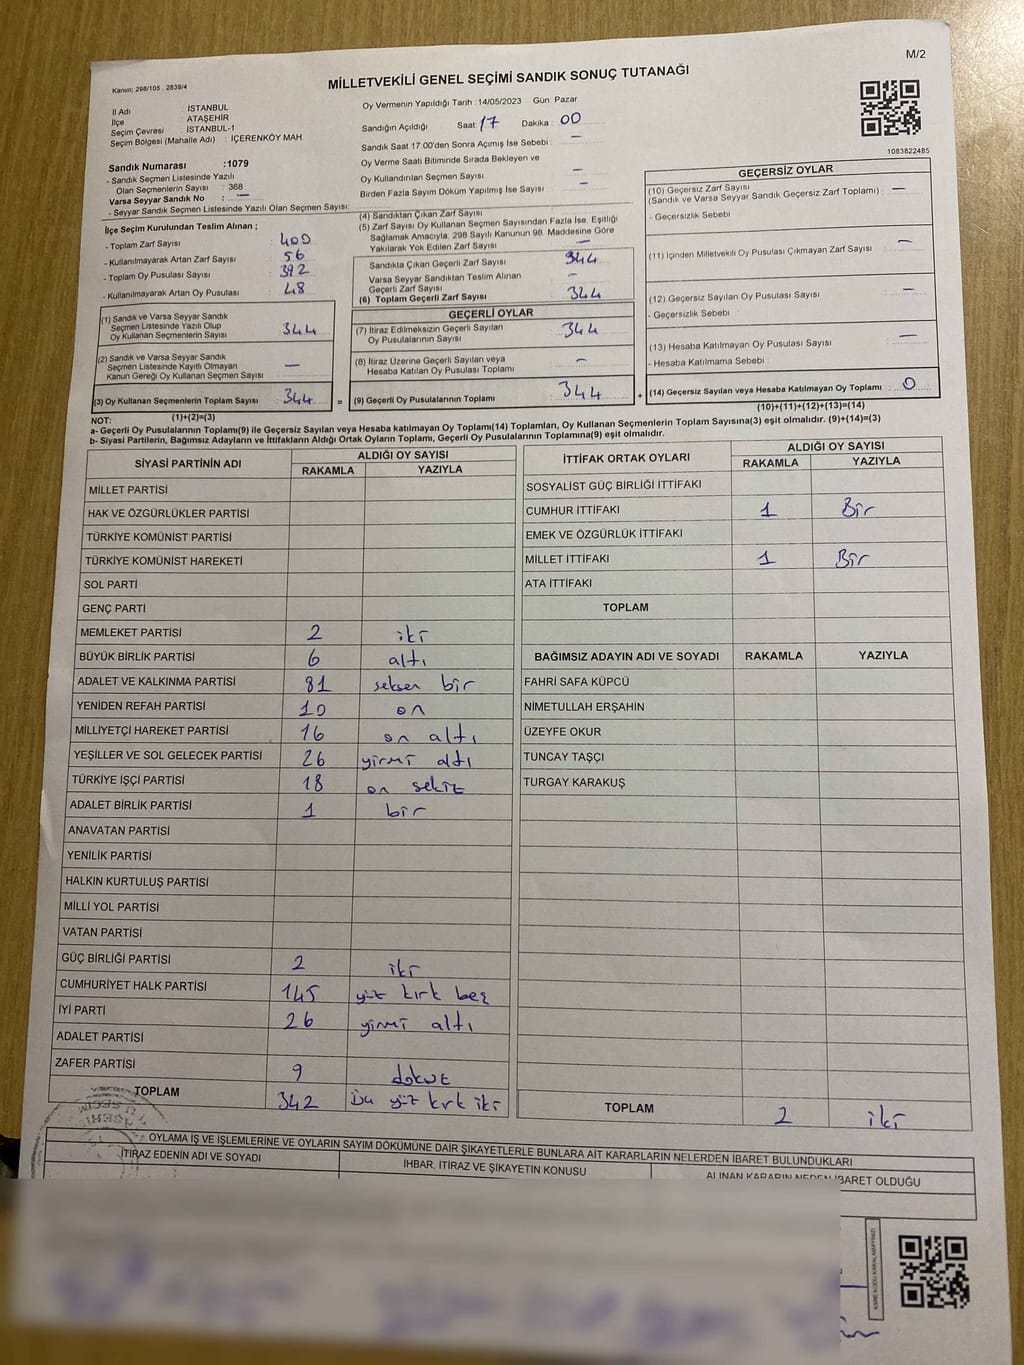 M/2
Kanun; 298/105 . 2839/4
MİLLETVEKİLİ GENEL SEÇİMİ SANDIK SONUÇ TUTANAĞI
İl Adı İSTANBUL
İlçe ATAŞEHİR
Seçim Çevresi İSTANBUL-1
Seçim Bölgesi (Mahalle Adı) : İÇERENKÖY MAH.
Sandık Numarası :1079
- Sandık Seçmen Listesinde Yazılı
Olan Seçmenlerin Sayısı : 368
Varsa Seyyar Sandık No : —
- Seyyar Sandık Seçmen Listesinde Yazılı Olan Seçmen Sayısı:
Oy Vermenin Yapıldığı Tarih : 14/05/2023 Gün Pazar
Sandığın Açıldığı Saat : 17 Dakika : 00
Sandık Saat 17:00'den Sonra Açımış İse Sebebi : —
Oy Verme Saati Bitiminde Sırada Bekleyen ve
Oy Kullandırılan Seçmen Sayısı : —
Birden Fazla Sayım Döküm Yapılmış İse Sayısı : —
1083822485
İlçe Seçim Kurulundan Teslim Alınan ;
- Toplam Zarf Sayısı : 400
- Kullanılmayarak Artan Zarf Sayısı : 56
- Toplam Oy Pusulası Sayısı : 392
- Kullanılmayarak Artan Oy Pusulası : 48
(1) Sandık ve Varsa Seyyar Sandık
Seçmen Listesinde Yazılı Olup
Oy Kullanan Seçmenlerin Sayısı : 344
(2) Sandık ve Varsa Seyyar Sandık
Seçmen Listesinde Kayıtlı Olmayan
Kanun Gereği Oy Kullanan Seçmen Sayısı : —
(3) Oy Kullanan Seçmenlerin Toplam Sayısı : 344
(1)+(2)=(3)
(4) Sandıktan Çıkan Zarf Sayısı
(5) Zarf Sayısı Oy Kullanan Seçmen Sayısından Fazla İse, Eşitliği
Sağlamak Amacıyla, 298 Sayılı Kanunun 98. Maddesine Göre
Yakılarak Yok Edilen Zarf Sayısı : —
Sandıkta Çıkan Geçerli Zarf Sayısı : 344
Varsa Seyyar Sandıktan Teslim Alınan
Geçerli Zarf Sayısı : —
(6) Toplam Geçerli Zarf Sayısı : 344
GEÇERLİ OYLAR
(7) İtiraz Edilmeksizin Geçerli Sayılan
Oy Pusulalarının Sayısı : 344
(8) İtiraz Üzerine Geçerli Sayılan veya
Hesaba Katılan Oy Pusulası Toplamı : —
= (9) Geçerli Oy Pusulalarının Toplamı : 344
GEÇERSİZ OYLAR
(10) Geçersiz Zarf Sayısı
(Sandık ve Varsa Seyyar Sandık Geçersiz Zarf Toplamı) : —
- Geçersizlik Sebebi
(11) İçinden Milletvekili Oy Pusulası Çıkmayan Zarf Sayısı : —
(12) Geçersiz Sayılan Oy Pusulası Sayısı : —
- Geçersizlik Sebebi
(13) Hesaba Katılmayan Oy Pusulası Sayısı : —
- Hesaba Katılmama Sebebi
+ (14) Geçersiz Sayılan veya Hesaba Katılmayan Oy Toplamı : 0
(10)+(11)+(12)+(13)=(14)
NOT:
a- Geçerli Oy Pusulalarının Toplamı(9) ile Geçersiz Sayılan veya Hesaba katılmayan Oy Toplamı(14) Toplamları, Oy Kullanan Seçmenlerin Toplam Sayısına(3) eşit olmalıdır. (9)+(14)=(3)
b- Siyasi Partilerin, Bağımsız Adayların ve İttifakların Aldığı Ortak Oyların Toplamı, Geçerli Oy Pusulalarının Toplamına(9) eşit olmalıdır.
SİYASİ PARTİNİN ADI ALDIĞI OY SAYISI
RAKAMLA YAZIYLA
MİLLET PARTİSİ
HAK VE ÖZGÜRLÜKLER PARTİSİ
TÜRKİYE KOMÜNİST PARTİSİ
TÜRKİYE KOMÜNİST HAREKETİ
SOL PARTİ
GENÇ PARTİ
MEMLEKET PARTİSİ 2 iki
BÜYÜK BİRLİK PARTİSİ 6 altı
ADALET VE KALKINMA PARTİSİ 81 seksen bir
YENİDEN REFAH PARTİSİ 10 on
MİLLİYETÇİ HAREKET PARTİSİ 16 on altı
YEŞİLLER VE SOL GELECEK PARTİSİ 26 yirmi altı
TÜRKİYE İŞÇİ PARTİSİ 18 on sekiz
ADALET BİRLİK PARTİSİ 1 bir
ANAVATAN PARTİSİ
YENİLİK PARTİSİ
HALKIN KURTULUŞ PARTİSİ
MİLLİ YOL PARTİSİ
VATAN PARTİSİ
GÜÇ BİRLİĞİ PARTİSİ 2 iki
CUMHURİYET HALK PARTİSİ 145 yüz kırk beş
İYİ PARTİ 26 yirmi altı
ADALET PARTİSİ
ZAFER PARTİSİ 9 dokuz
TOPLAM 342 üç yüz kırk iki
İTTİFAK ORTAK OYLARI ALDIĞI OY SAYISI
RAKAMLA YAZIYLA
SOSYALİST GÜÇ BİRLİĞİ İTTİFAKI
CUMHUR İTTİFAKI 1 Bir
EMEK VE ÖZGÜRLÜK İTTİFAKI
MİLLET İTTİFAKI 1 Bir
ATA İTTİFAKI
TOPLAM
BAĞIMSIZ ADAYIN ADI VE SOYADI RAKAMLA YAZIYLA
FAHRİ SAFA KÜPCÜ
NİMETULLAH ERŞAHİN
ÜZEYFE OKUR
TUNCAY TAŞÇI
TURGAY KARAKUŞ
TOPLAM 2 iki
OYLAMA İŞ VE İŞLEMLERİNE VE OYLARIN SAYIM DÖKÜMÜNE DAİR ŞİKAYETLERLE BUNLARA AİT KARARLARIN NELERDEN İBARET BULUNDUKLARI
İTİRAZ EDENİN ADI VE SOYADI İHBAR, İTİRAZ VE ŞİKAYETİN KONUSU ALINAN KARARIN NEDEN İBARET OLDUĞU